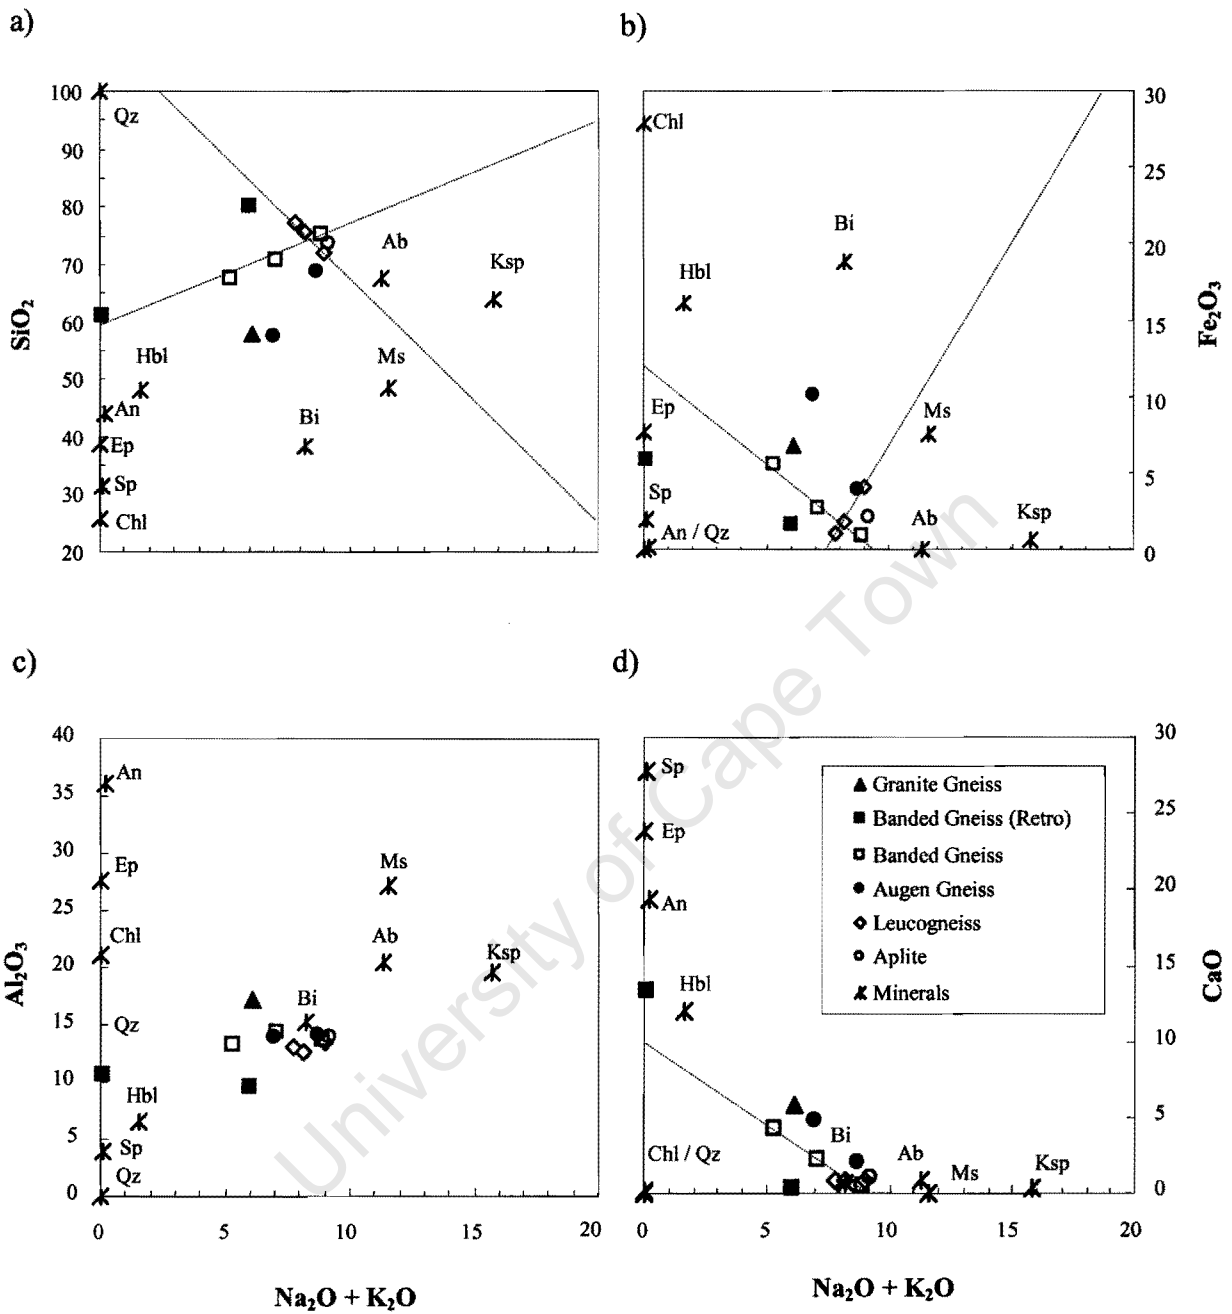 a)
b)
100
90
80
70
60
50
40
30
20
SiO2
Qz
Hbl
An
Ep
Sp
Chl
Ab
Ksp
Ms
Bi
Chl
Bi
Hbl
Ep
Sp
An / Qz
Ms
Ab
Ksp
30
25
20
15
10
5
0
Fe2O3
c)
d)
40
35
30
25
20
15
10
5
0
Al2O3
An
Ep
Chl
Qz
Hbl
Sp
Qz
Ms
Ab
Ksp
Bi
0
5
10
15
20
Na2O + K2O
Sp
Ep
An
Hbl
Chl / Qz
Bi
Ab
Ms
Ksp
Granite Gneiss
Banded Gneiss (Retro)
Banded Gneiss
Augen Gneiss
Leucogneiss
Aplite
Minerals
30
25
20
15
10
5
0
CaO
0
5
10
15
20
Na2O + K2O
University of Cape Town